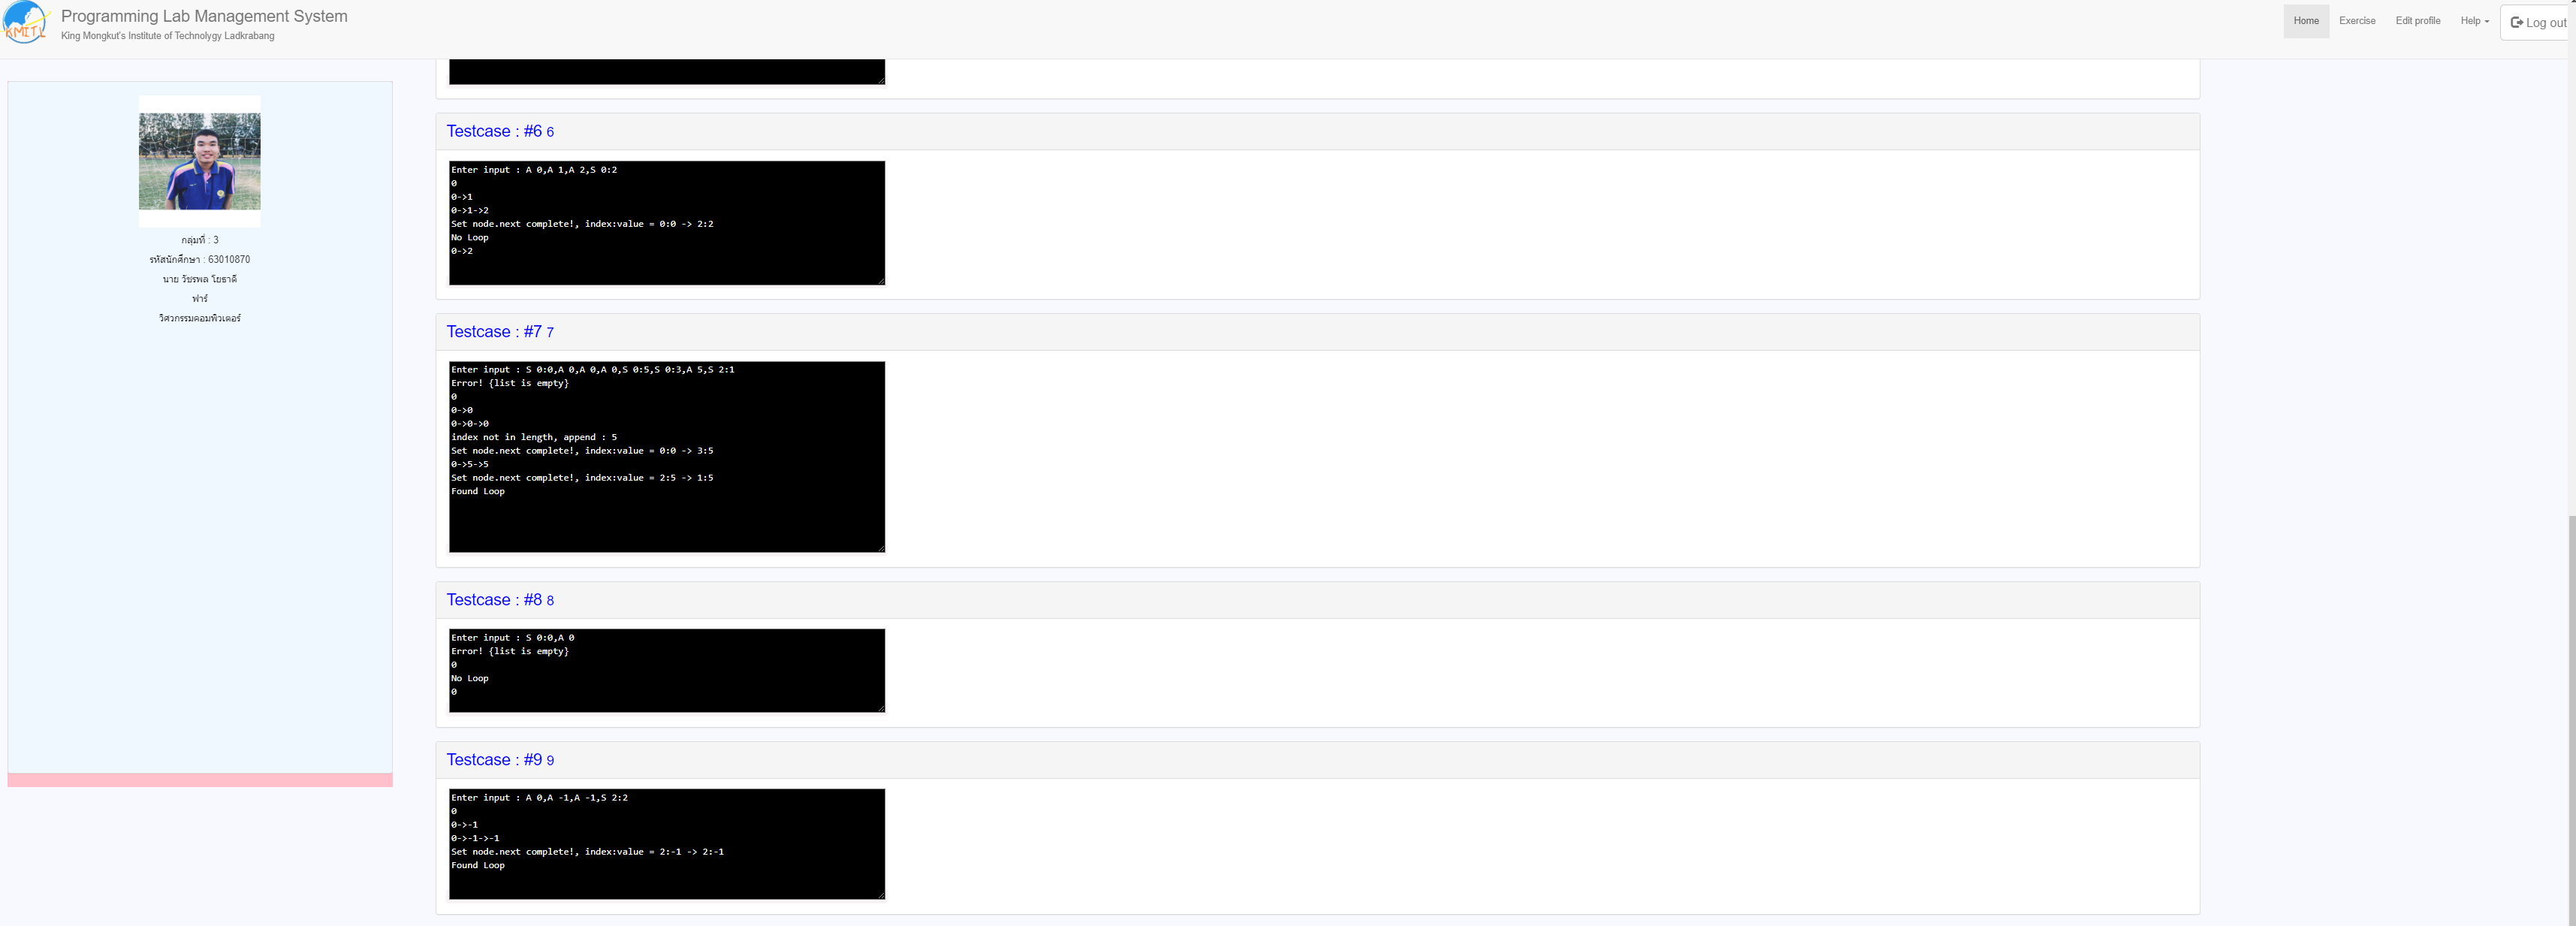 KMITL
Programming Lab Management System
King Mongkut's Institute of Technolygy Ladkrabang
Home
Exercise
Edit profile
Help
Log out
กลุ่มที่ : 3
รหัสนักศึกษา : 63010870
นาย วัชรพล โยธาคี
ฟาร์
วิศวกรรมคอมพิวเตอร์
Testcase : #6 6
Enter input : A 0,A 1,A 2,S 0:2
0
0->1
0->1->2
Set node.next complete!, index:value = 0:0 -> 2:2
No Loop
0->2
Testcase : #7 7
Enter input : S 0:0,A 0,A 0,A 0,S 0:5,S 0:3,A 5,S 2:1
Error! {list is empty}
0
0->0
0->0->0
index not in length, append : 5
Set node.next complete!, index:value = 0:0 -> 3:5
0->5->5
Set node.next complete!, index:value = 2:5 -> 1:5
Found Loop
Testcase : #8 8
Enter input : S 0:0,A 0
Error! {list is empty}
0
No Loop
0
Testcase : #9 9
Enter input : A 0,A -1,A -1,S 2:2
0
0->-1
0->-1->-1
Set node.next complete!, index:value = 2:-1 -> 2:-1
Found Loop